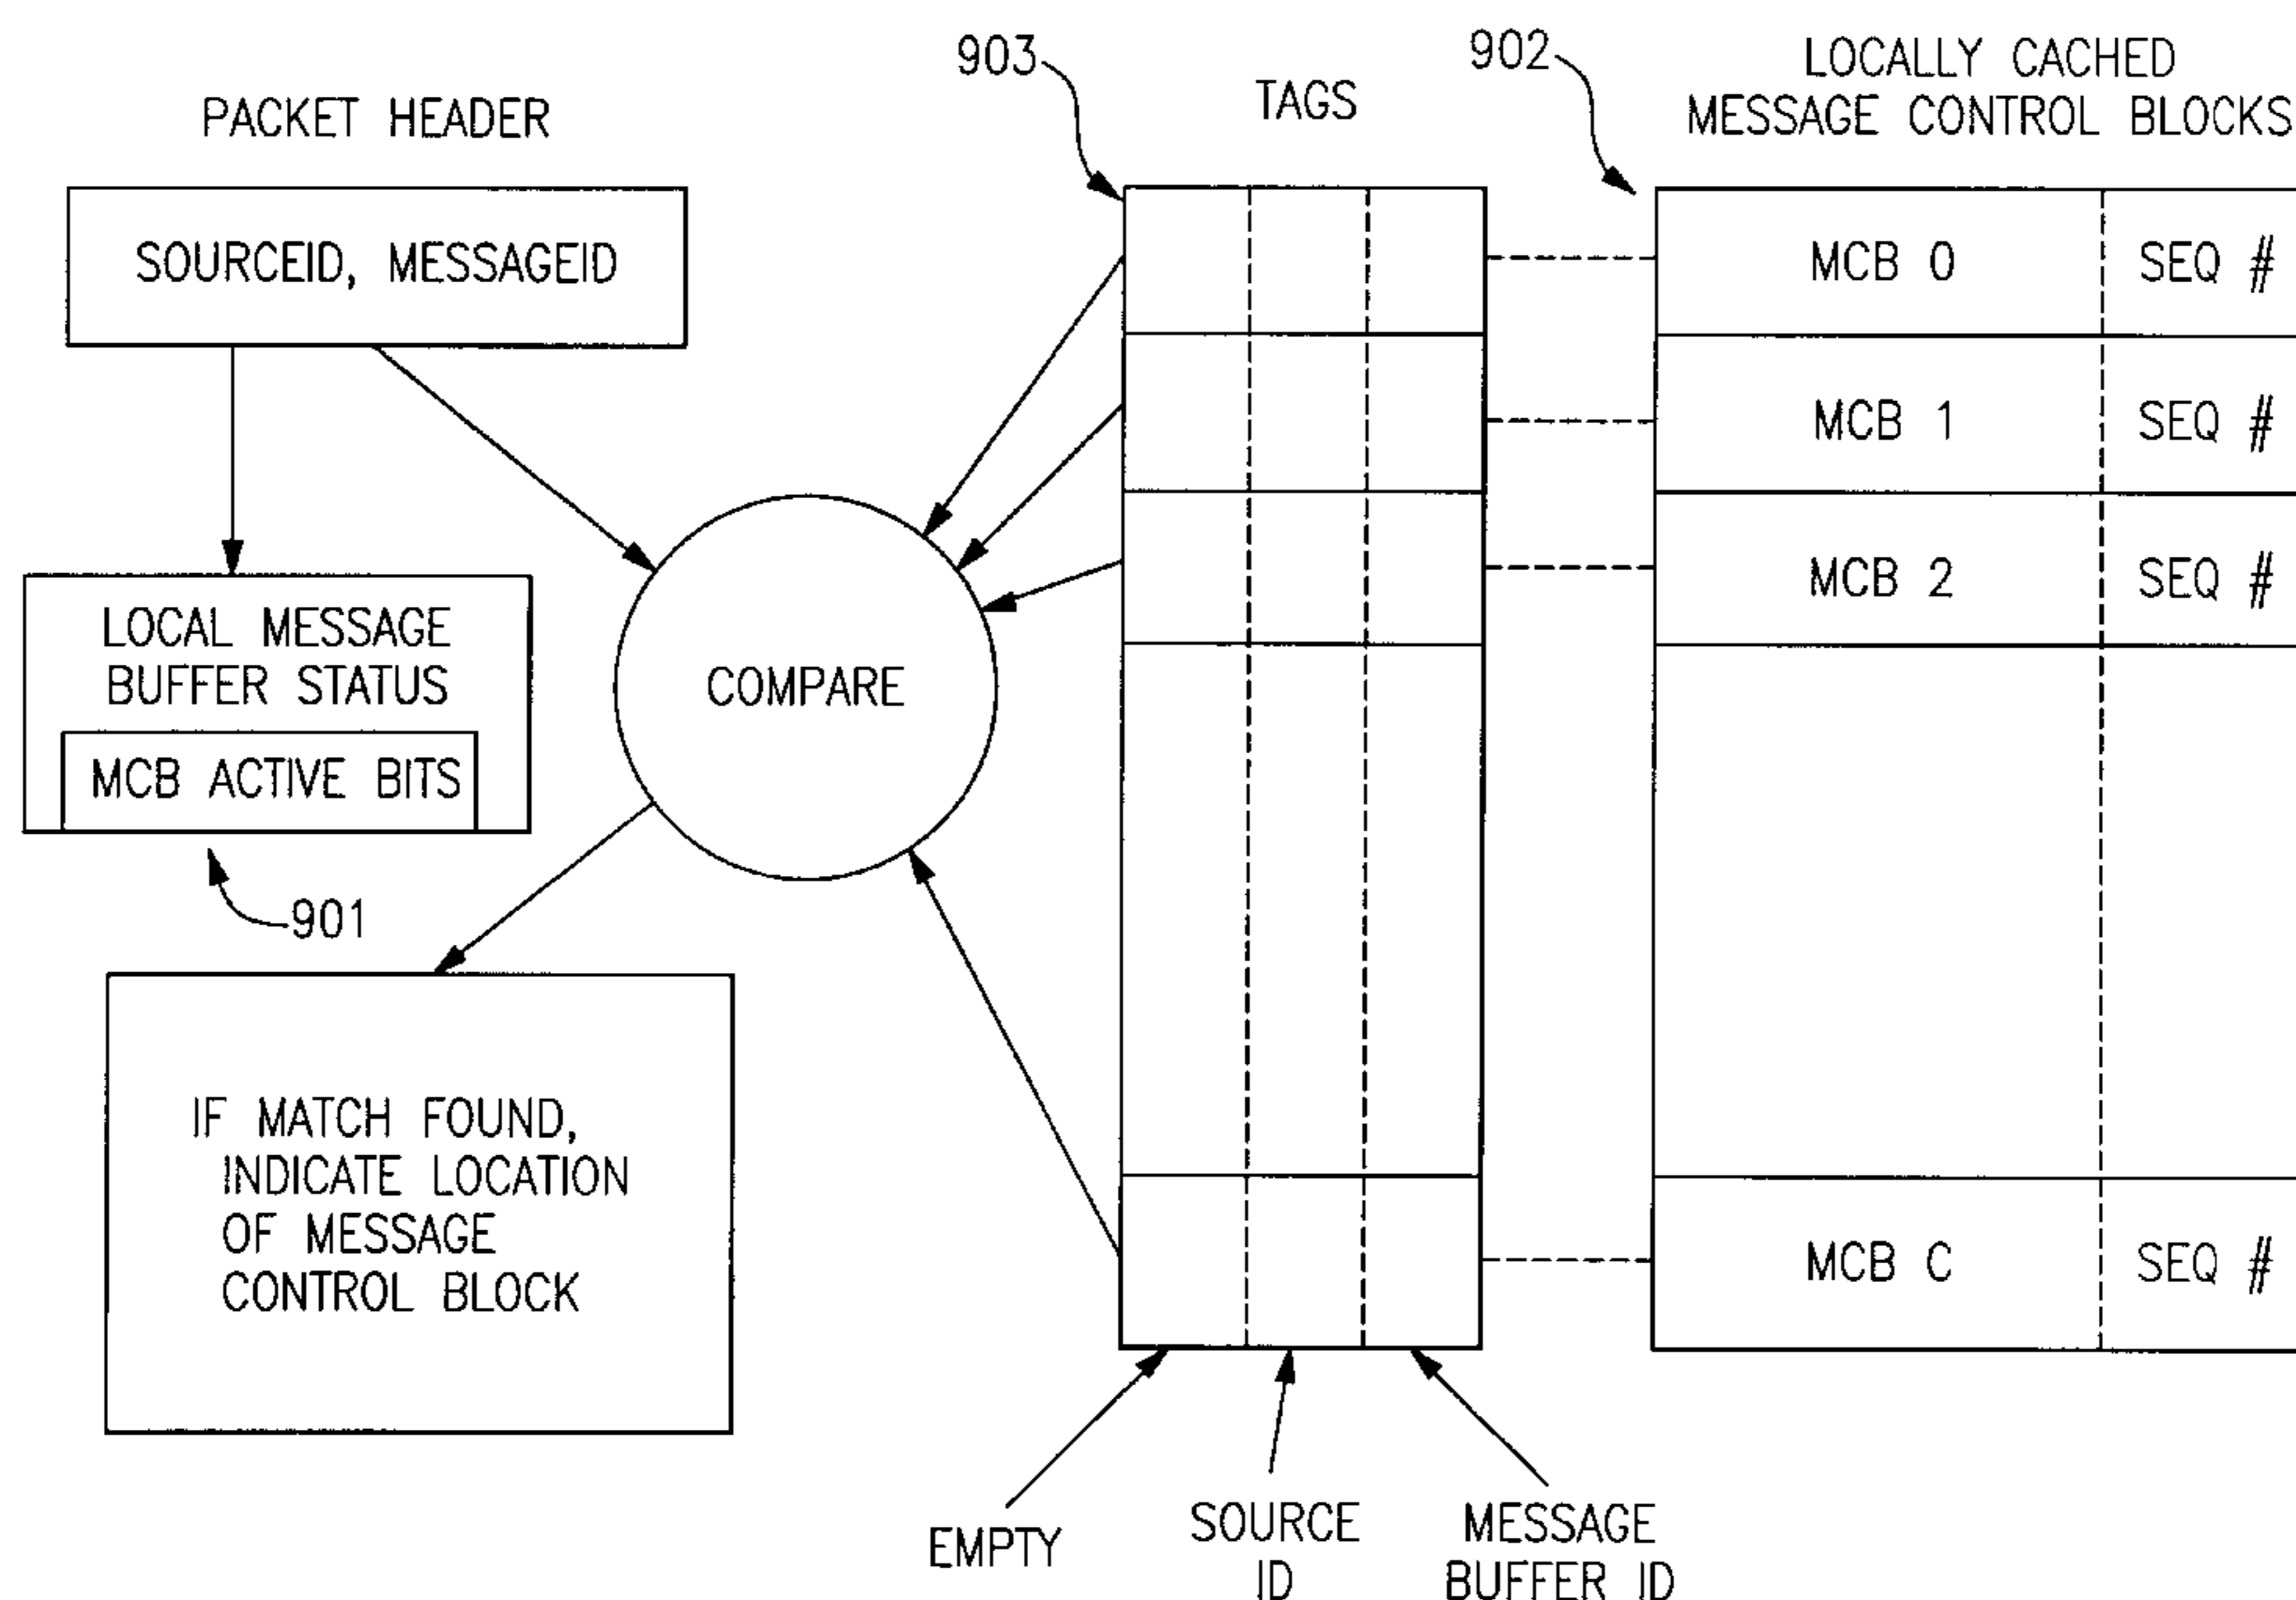 PACKET HEADER
SOURCEID, MESSAGEID
LOCAL MESSAGE
BUFFER STATUS
MCB ACTIVE BITS
901
IF MATCH FOUND,
INDICATE LOCATION
OF MESSAGE
CONTROL BLOCK
COMPARE
903
TAGS
EMPTY
SOURCE
ID
MESSAGE
BUFFER ID
902
LOCALLY CACHED
MESSAGE CONTROL BLOCKS
MCB 0 SEQ #
MCB 1 SEQ #
MCB 2 SEQ #
MCB C SEQ #